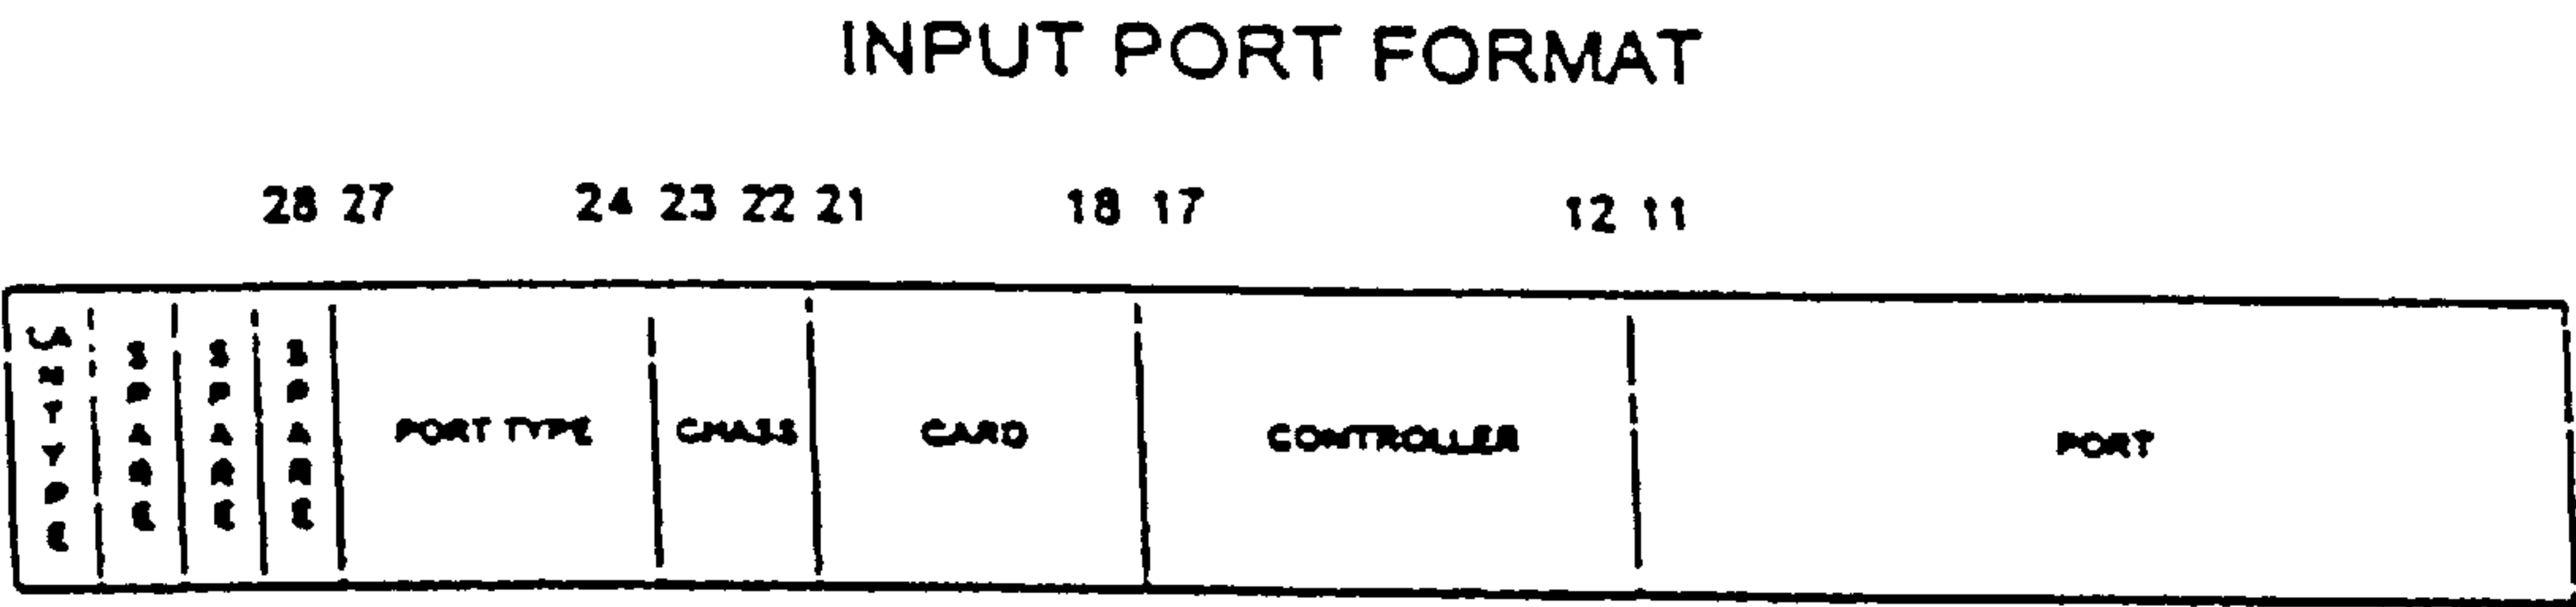 INPUT PORT FORMAT
28 27 24 23 22 21 18 17 12 11
SPARE
SPARE
SPARE
PORT TYPE
CHASS
CARD
CONTROLLER
PORT